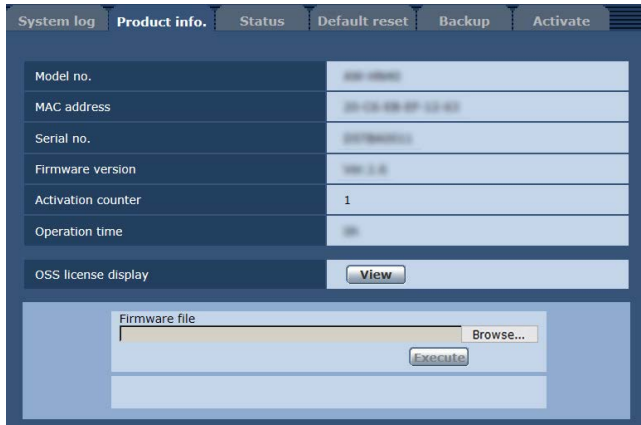 System log Product info. Status Default reset Backup Activate
Model no.
MAC address
Serial no.
Firmware version
Activation counter 1
Operation time
OSS license display View
Firmware file
Browse...
Execute